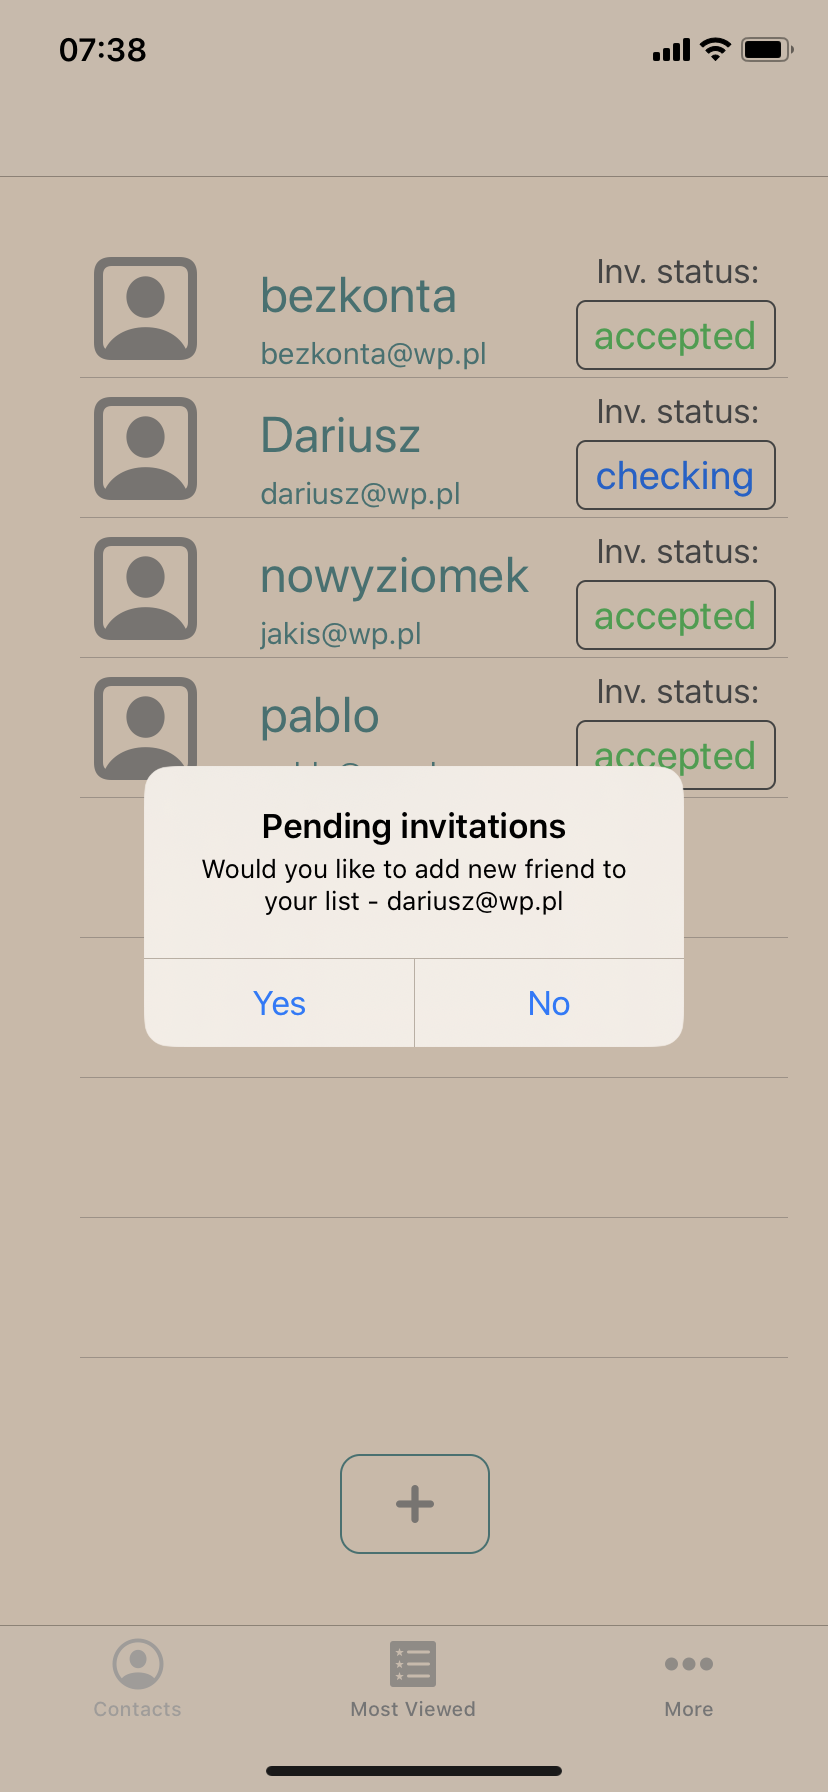 07:38
Inv. status:
bezkonta
accepted
bezkonta@wp.pl
Inv. status:
Dariusz
checking
dariusz@wp.pl
Inv. status:
nowyziomek
accepted
jakis@wp.pl
Inv. status:
pablo
accepted
Pending invitations
Would you like to add new friend to
your list - dariusz@wp.pl
Yes
No
+
Contacts
Most Viewed
More